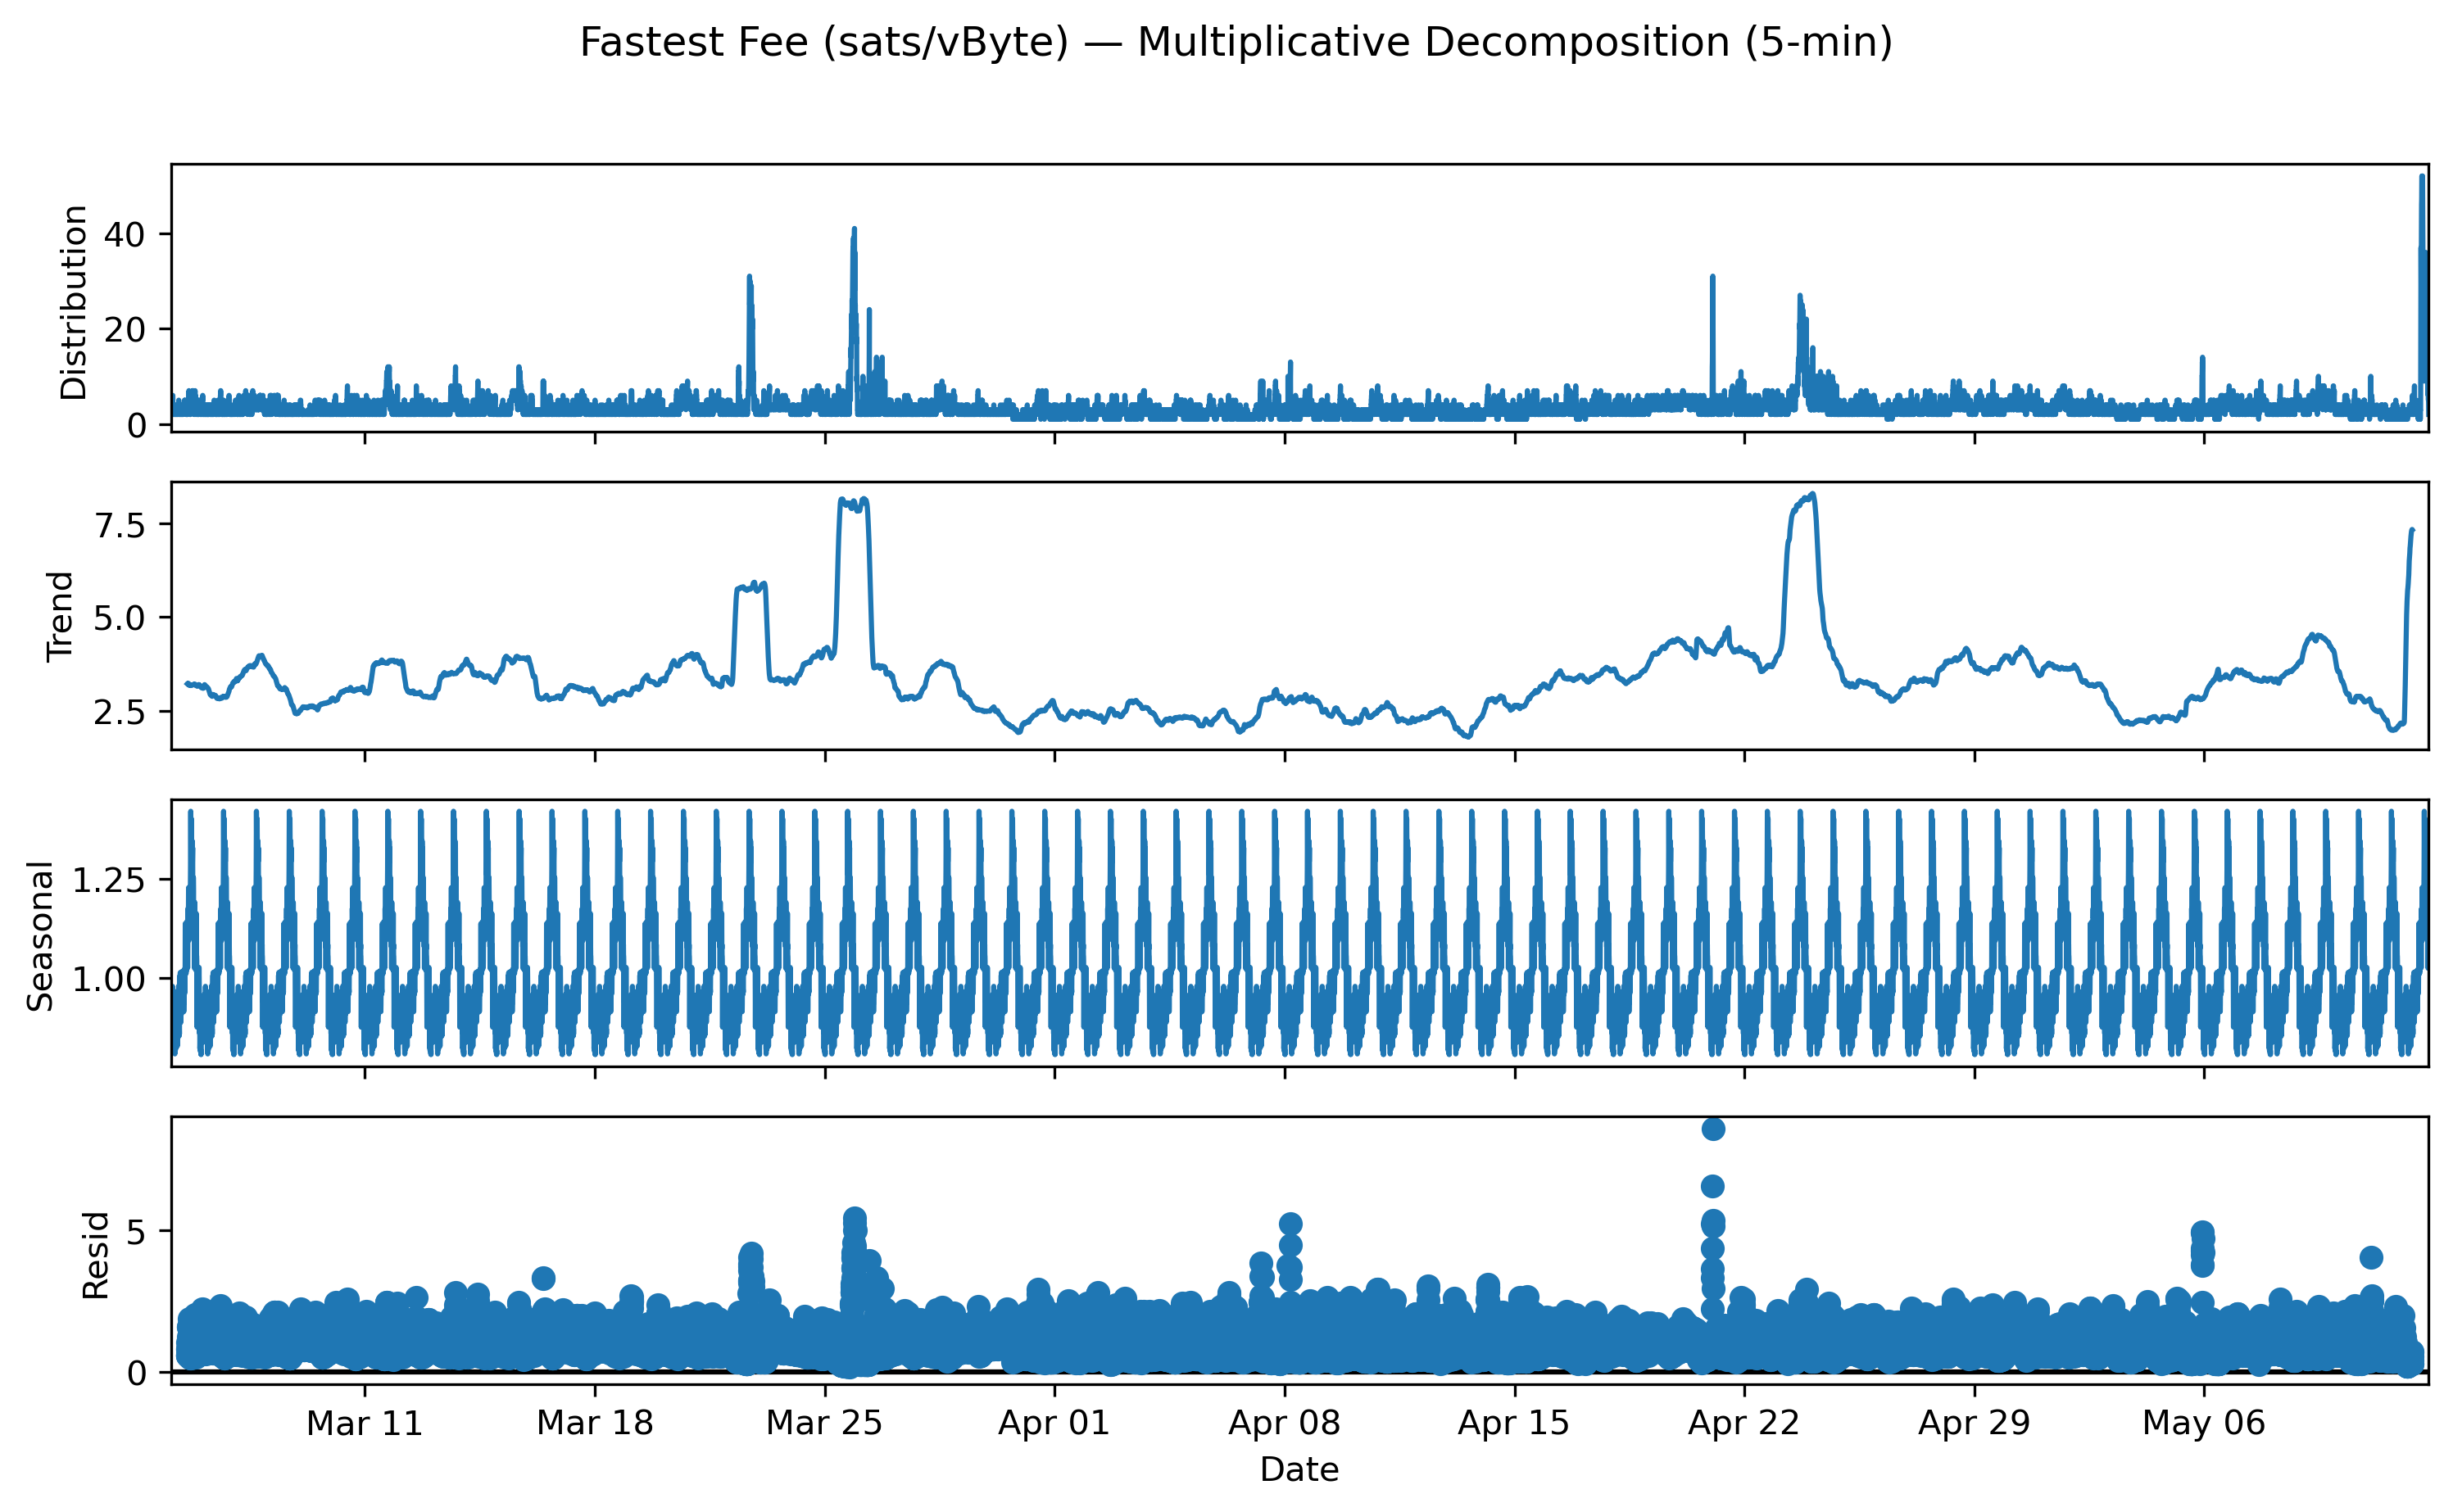 Fastest Fee (sats/vByte) — Multiplicative Decomposition (5-min)
Distribution
40
20
0
Trend
7.5
5.0
2.5
Seasonal
1.25
1.00
Resid
5
0
Mar 11 Mar 18 Mar 25 Apr 01 Apr 08 Apr 15 Apr 22 Apr 29 May 06
Date